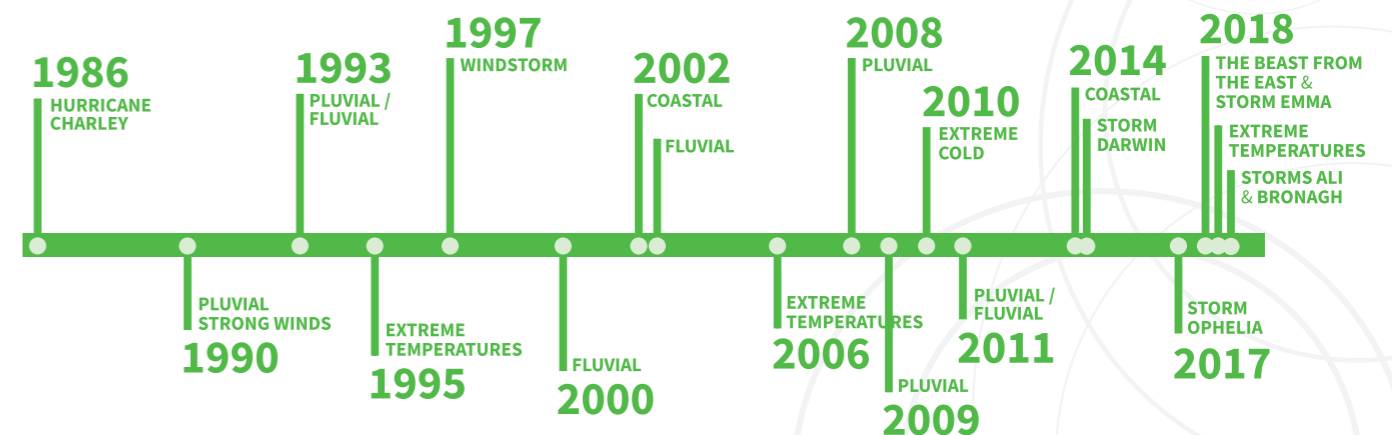 1986
HURRICANE
CHARLEY
1990
PLUVIAL
STRONG WINDS
1993
PLUVIAL /
FLUVIAL
1995
EXTREME
TEMPERATURES
1997
WINDSTORM
2000
FLUVIAL
2002
COASTAL
FLUVIAL
2006
EXTREME
TEMPERATURES
2008
PLUVIAL
2009
PLUVIAL
2010
EXTREME
COLD
2011
PLUVIAL /
FLUVIAL
2014
COASTAL
STORM
DARWIN
2017
STORM
OPHELIA
2018
THE BEAST FROM
THE EAST &
STORM EMMA
EXTREME
TEMPERATURES
STORMS ALI
& BRONAGH